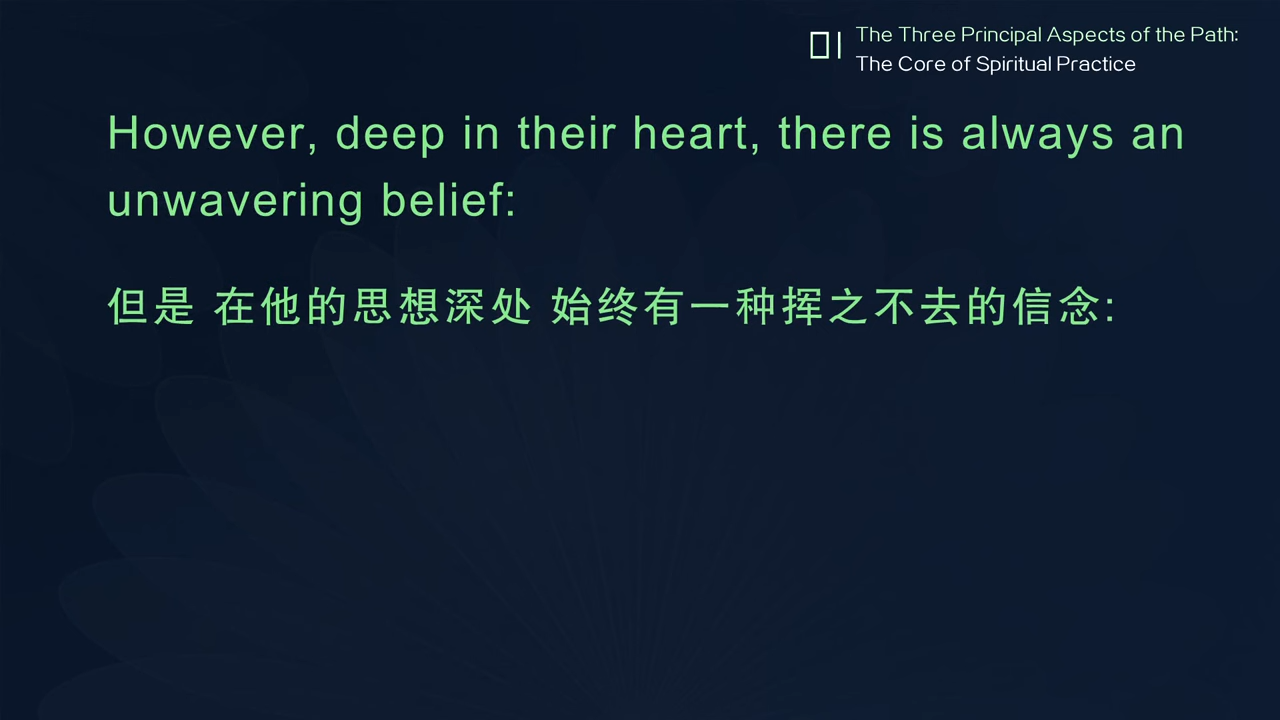 The Three Principal Aspects of the Path:
The Core of Spiritual Practice
However, deep in their heart, there is always an
unwavering belief:
但是 在他的思想深处 始终有一种挥之不去的信念: